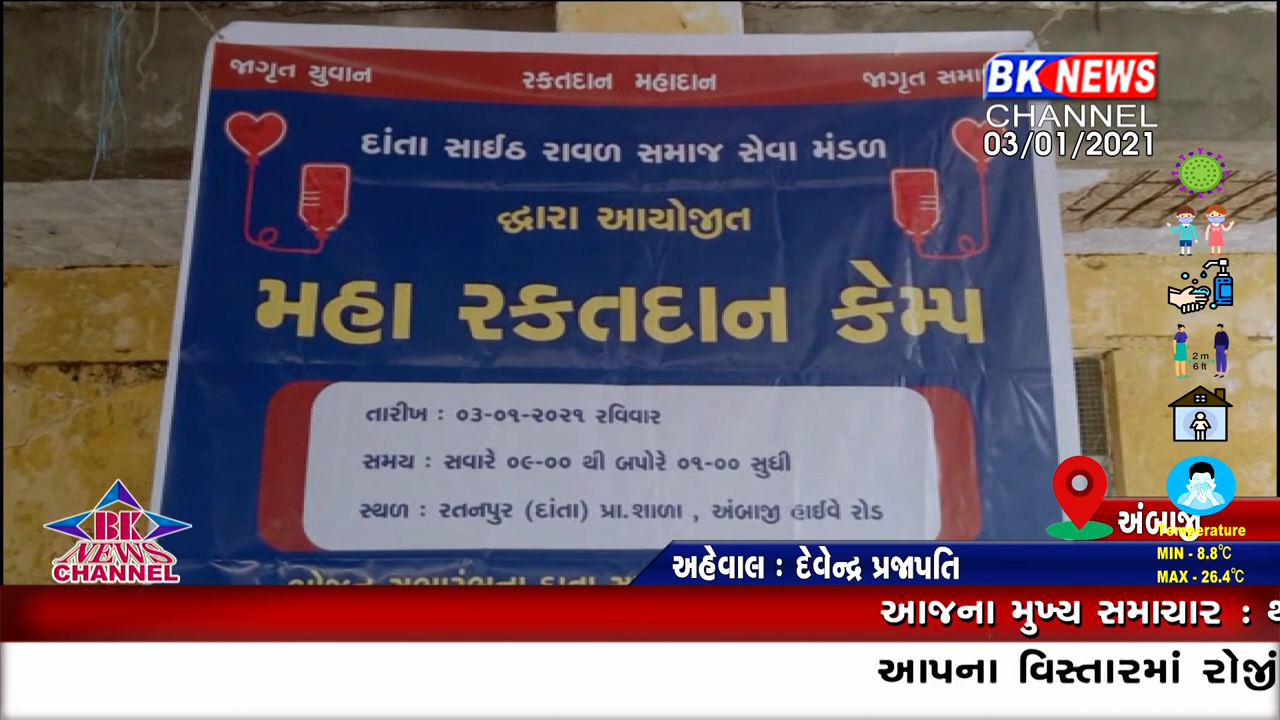 જાગૃત યુવાન રકતદાન મહાદાન જાગૃત
BK NEWS
CHANNEL
03/01/2021
દાંતા સાઈઠ રાવળ સમાજ સેવા મંડળ
દ્વારા આયોજીત
મહા રકતદાન કેમ્પ
2 m
6 ft
તારીખ : ૦૩-૦૧-૨૦૨૧ રવિવાર
સમય : સવારે ૦૯-૦૦ થી બપોરે ૦૧-૦૦ સુધી
સ્થળ : રતનપુર (દાંતા) પ્રા.શાળા , અંબાજી હાઈવે રોડ
BK
NEWS
CHANNEL
અંબાજી
Temperature
MIN - 8.8℃
MAX - 26.4℃
અહેવાલ : દેવેન્દ્ર પ્રજાપતિ
આજના મુખ્ય સમાચાર :
આપના વિસ્તારમાં